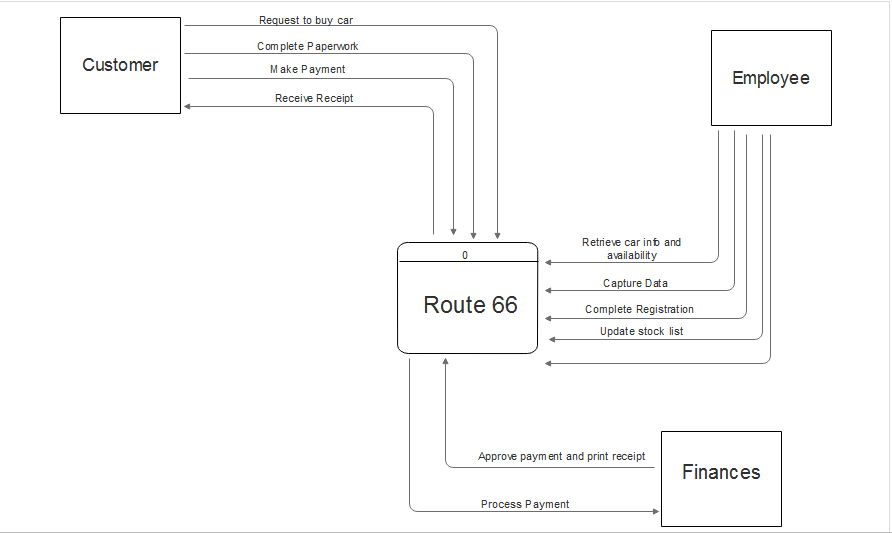 Request to buy car
Complete Paperwork
Make Payment
Receive Receipt
Customer
Employee
Retrieve car info and
availability
Capture Data
Complete Registration
Update stock list
0
Route 66
Approve payment and print receipt
Finances
Process Payment